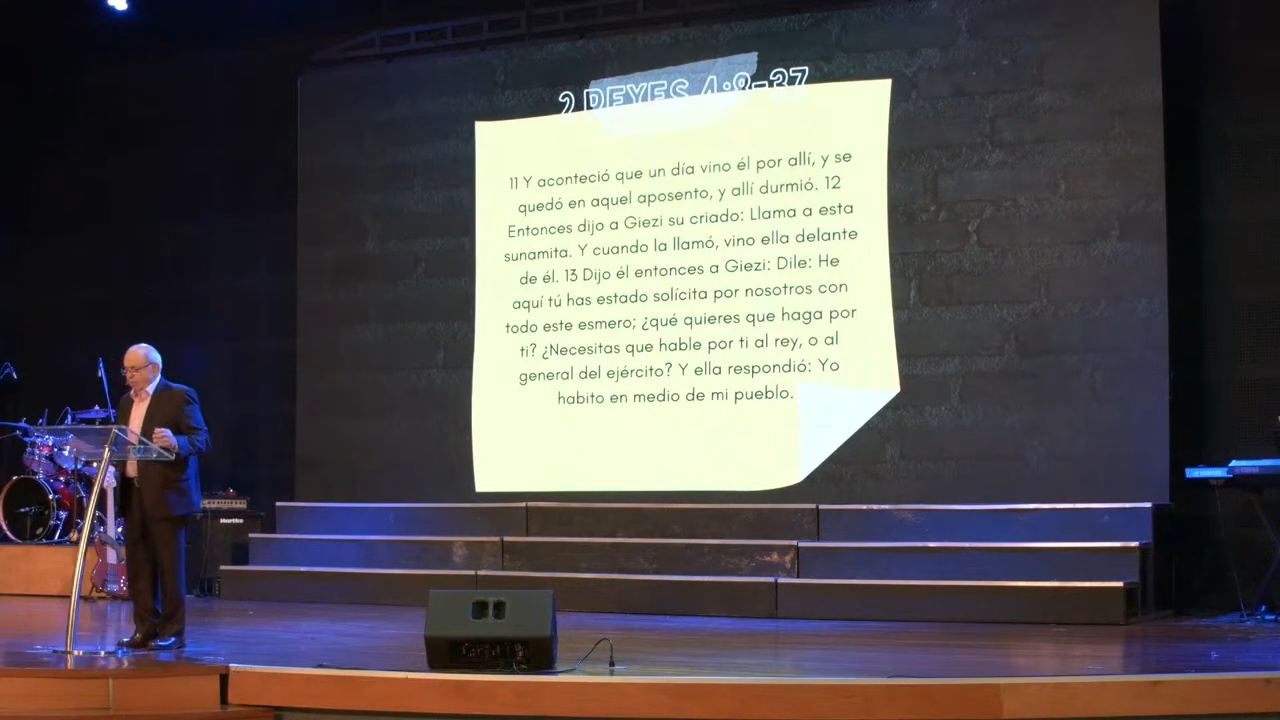 2 REYES 4:8-37
11 Y aconteció que un día vino él por allí, y se
quedó en aquel aposento, y allí durmió. 12
Entonces dijo a Giezi su criado: Llama a esta
sunamita. Y cuando la llamó, vino ella delante
de él. 13 Dijo él entonces a Giezi: Dile: He
aquí tú has estado solícita por nosotros con
todo este esmero; ¿qué quieres que haga por
ti? ¿Necesitas que hable por ti al rey, o al
general del ejército? Y ella respondió: Yo
habito en medio de mi pueblo.
Hartke